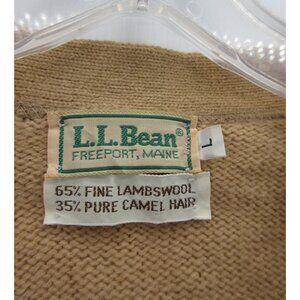 L.L.Bean®
FREEPORT, MAINE
L
65% FINE LAMBSWOOL
35% PURE CAMEL HAIR